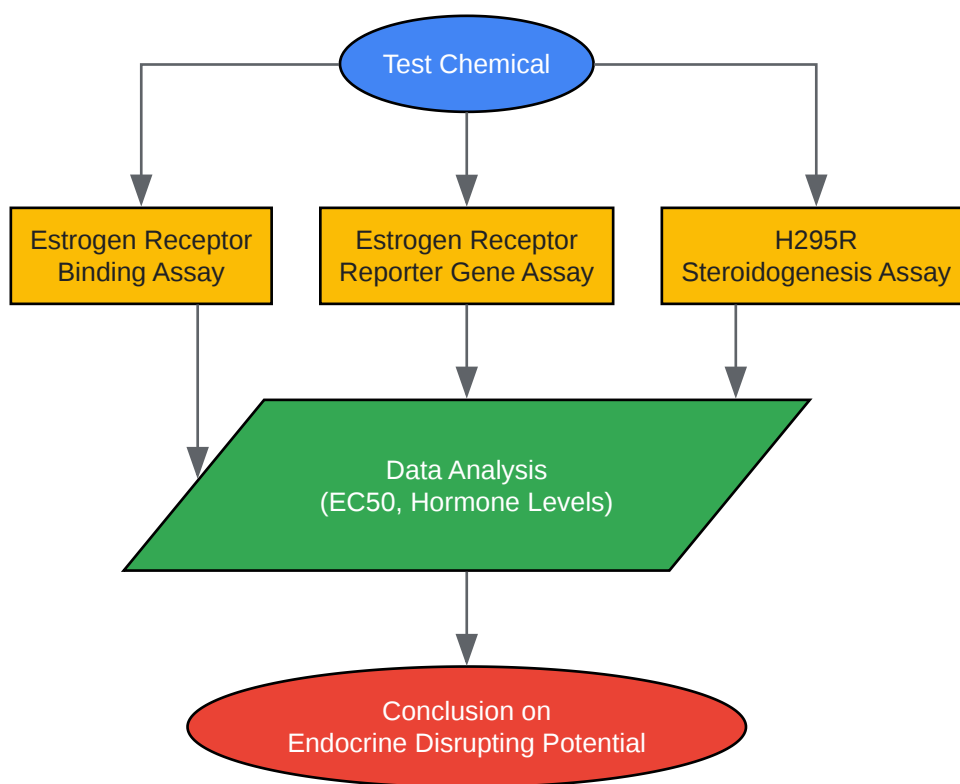 Test Chemical
Estrogen Receptor
Binding Assay
Estrogen Receptor
Reporter Gene Assay
H295R
Steroidogenesis Assay
Data Analysis
(EC50, Hormone Levels)
Conclusion on
Endocrine Disrupting Potential